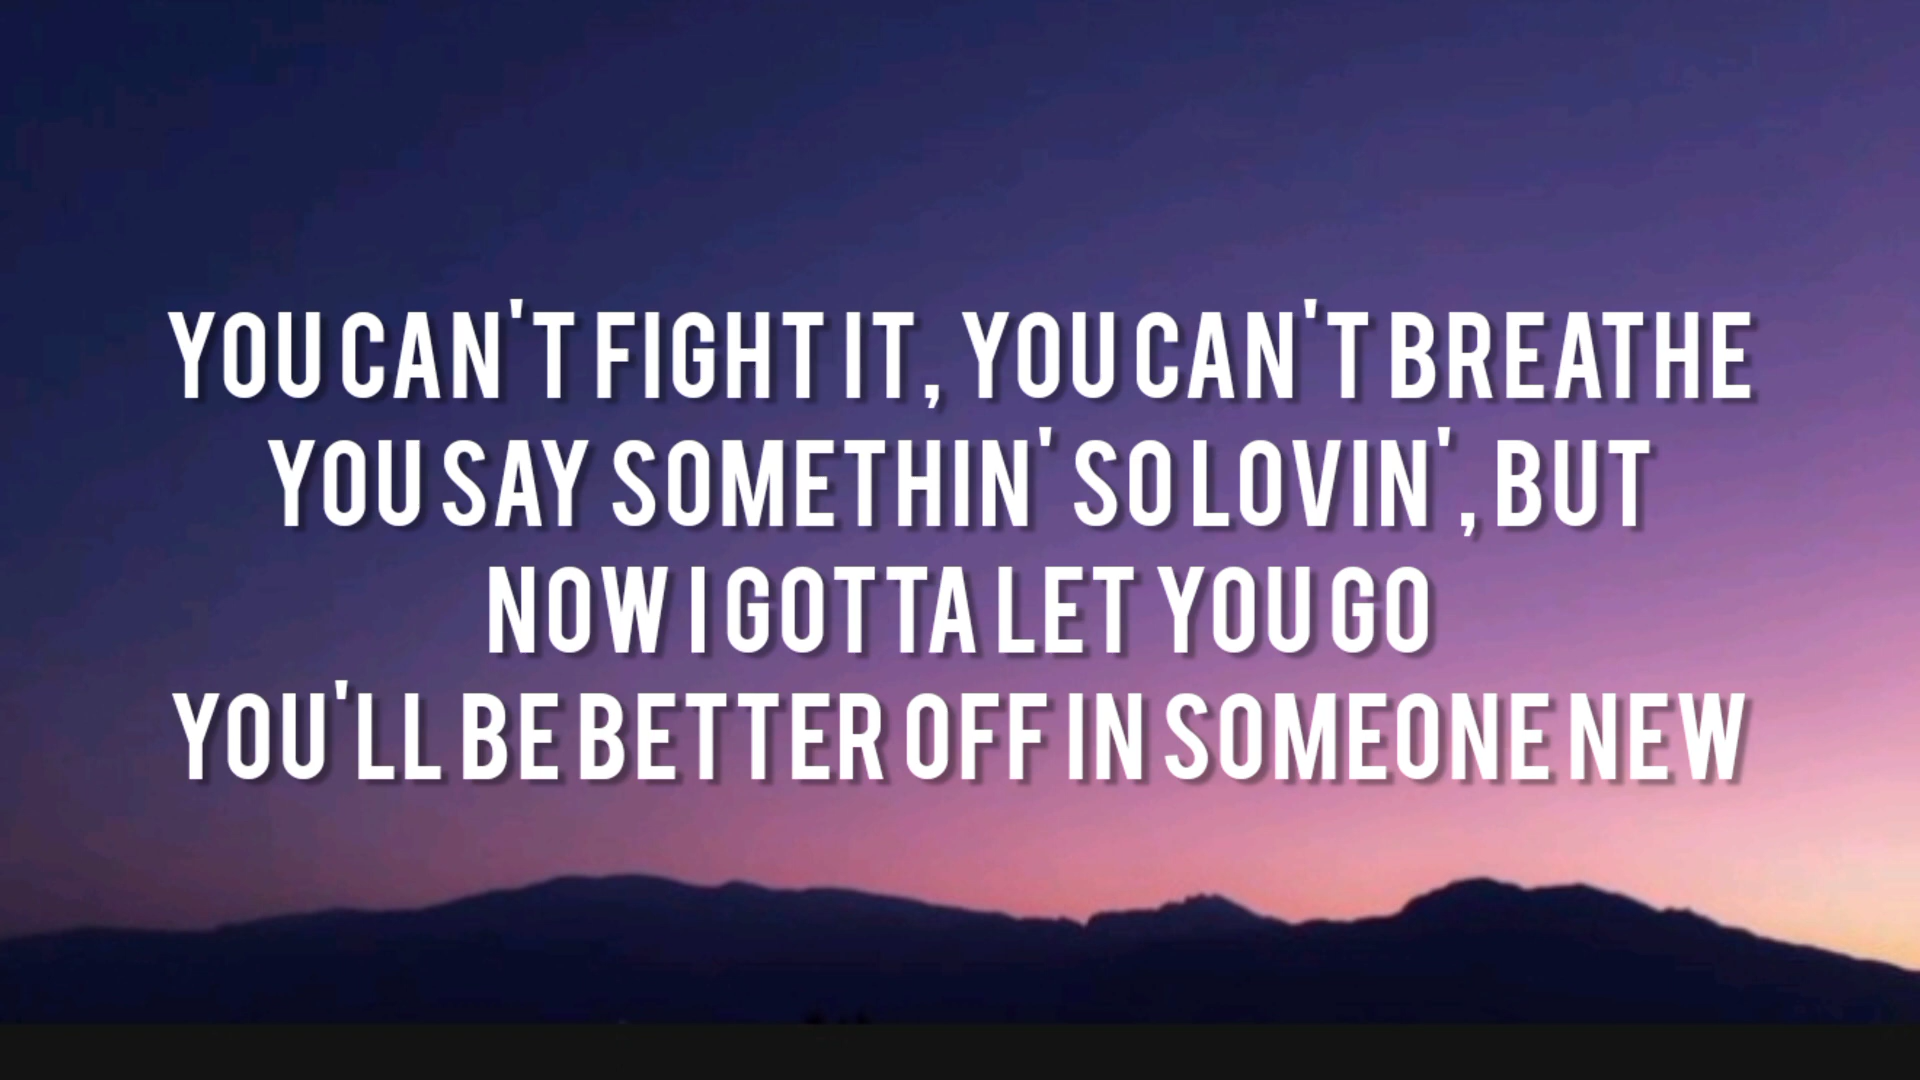 YOU CAN'T FIGHT IT, YOU CAN'T BREATHE
YOU SAY SOMETHIN' SO LOVIN', BUT
NOW I GOTTA LET YOU GO
YOU'LL BE BETTER OFF IN SOMEONE NEW